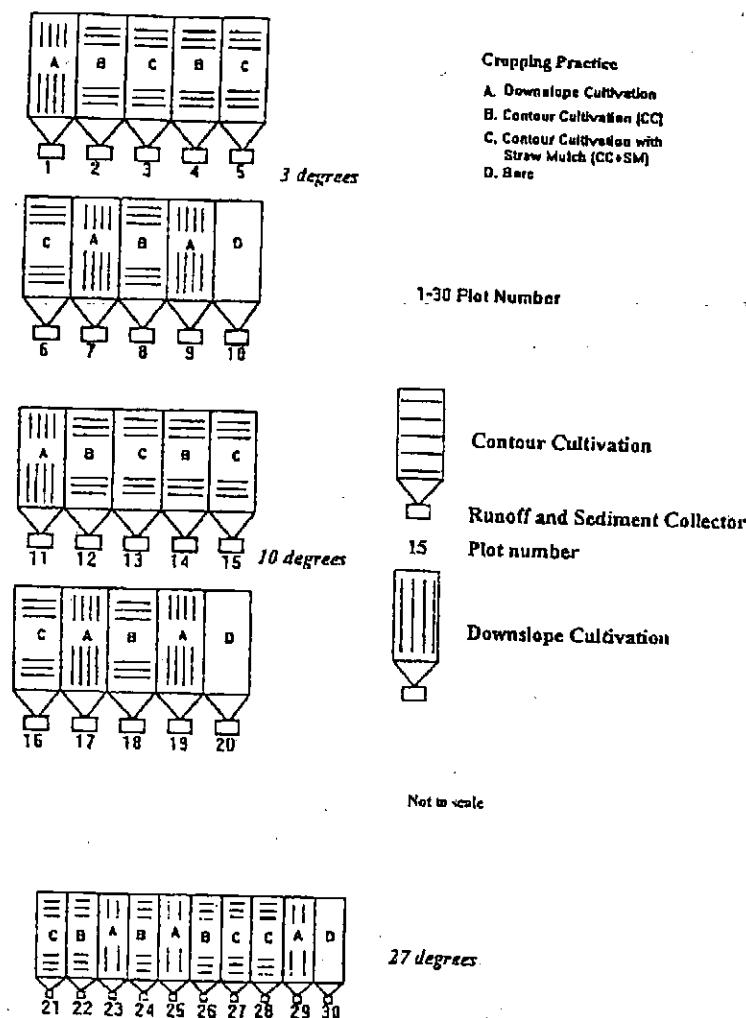 Cropping Practice
A. Downslope Cultivation
B. Contour Cultivation (CC)
C. Contour Cultivation with
Straw Mulch (CC+SM)
D. Bare
A B C B C
1 2 3 4 5
3 degrees
C A B A D
6 7 8 9 10
1-30 Plot Number
A B C B C
11 12 13 14 15
10 degrees
Contour Cultivation
Runoff and Sediment Collector
15 Plot number
C A B A D
16 17 18 19 20
Downslope Cultivation
Not to scale
C B A B A B C C A D
21 22 23 24 25 26 27 28 29 30
27 degrees